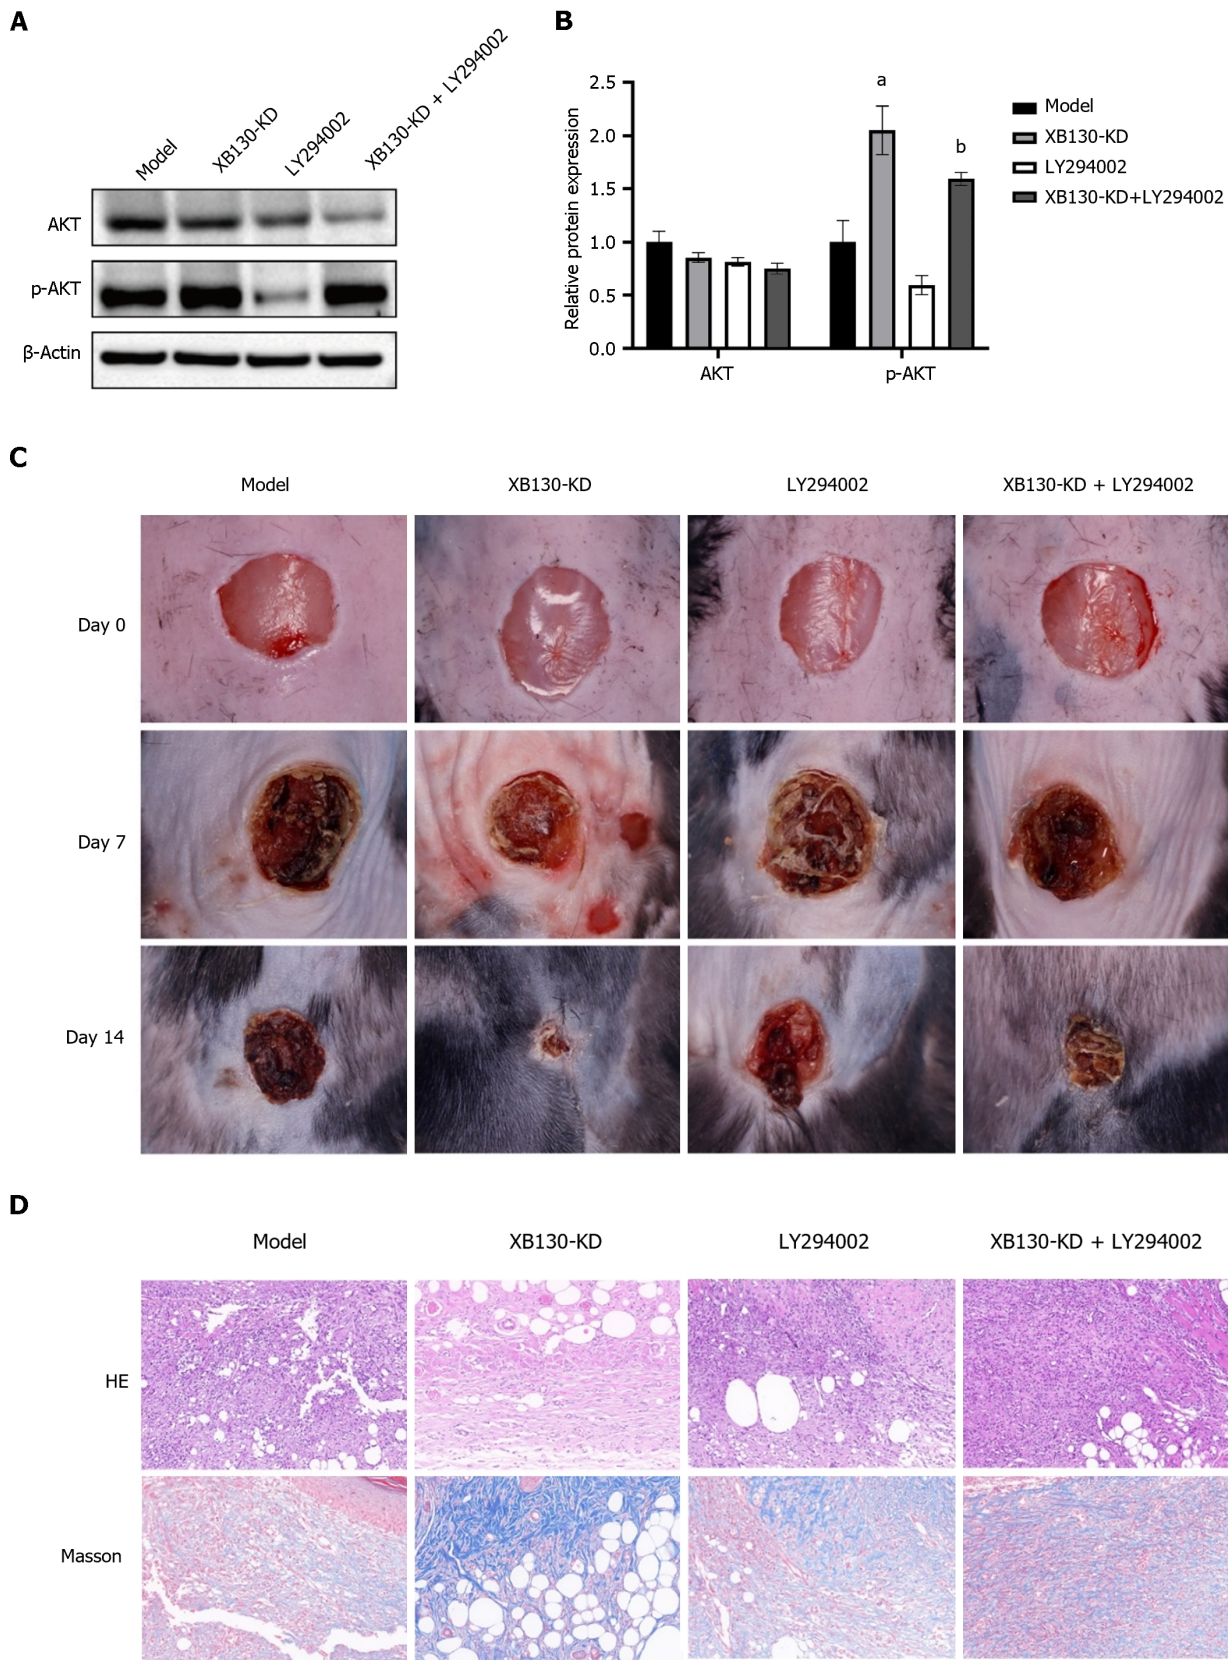 A
Model
XB130-KD
LY294002
XB130-KD + LY294002
AKT
p-AKT
β-Actin
B
Relative protein expression
2.5
2.0
1.5
1.0
0.5
0.0
a
b
AKT
p-AKT
Model
XB130-KD
LY294002
XB130-KD+LY294002
C
Model
XB130-KD
LY294002
XB130-KD + LY294002
Day 0
Day 7
Day 14
D
Model
XB130-KD
LY294002
XB130-KD + LY294002
HE
Masson